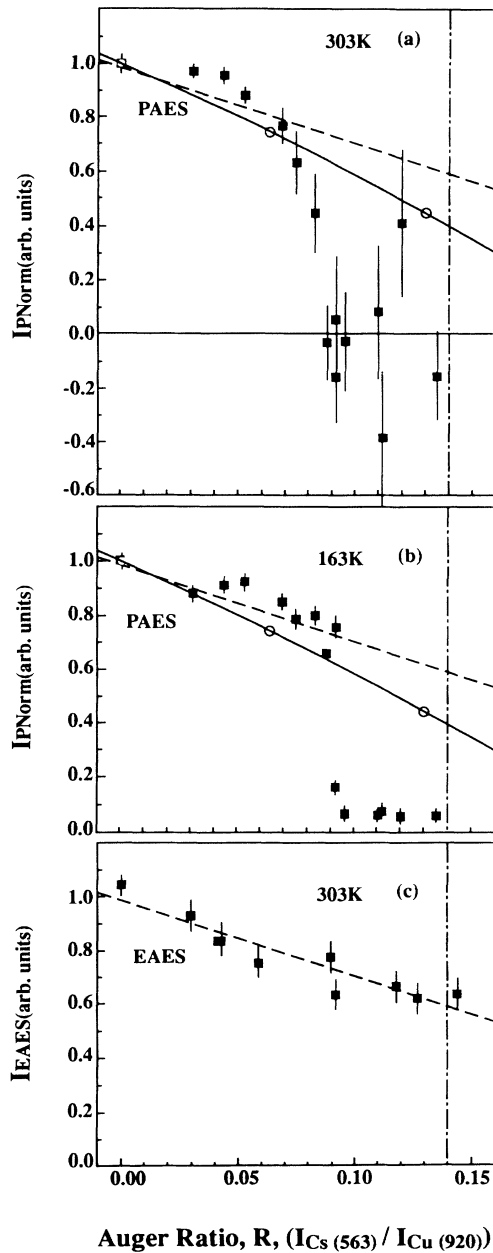 303K (a)
1.0
0.8
PAES
0.6
0.4
0.2
0.0
-0.2
-0.4
-0.6
IPNorm(arb. units)
163K (b)
1.0
0.8
PAES
0.6
0.4
0.2
0.0
IPNorm(arb. units)
303K (c)
1.0
0.8
EAES
0.6
0.4
0.2
0.0
IEAES(arb. units)
0.00 0.05 0.10 0.15
Auger Ratio, R, (ICs (563) / ICu (920))